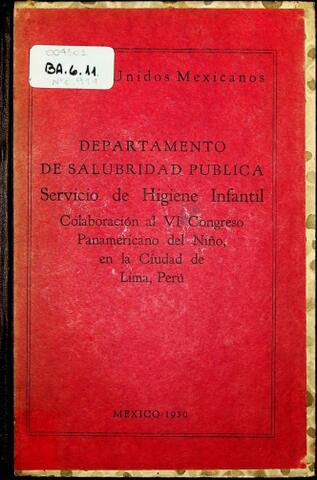 BA.6.11
Unidos Mexicanos
DEPARTAMENTO
DE SALUBRIDAD PUBLICA
Servicio de Higiene Infantil
Colaboración al VI Congreso
Panamericano del Niño,
en la Ciudad de
Lima, Perú
MEXICO-1930